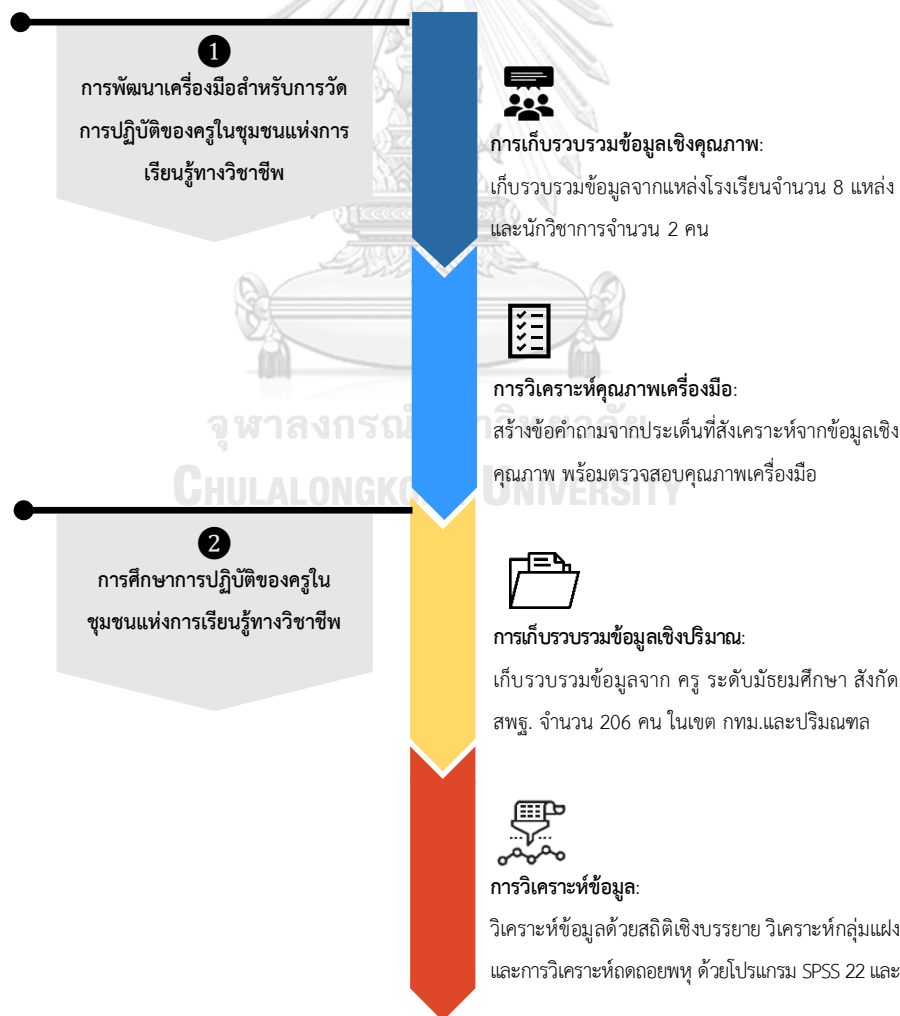 1
การพัฒนาเครื่องมือสำหรับการวัด
การปฏิบัติของครูในชุมชนแห่งการ
เรียนรู้ทางวิชาชีพ
การเก็บรวบรวมข้อมูลเชิงคุณภาพ:
เก็บรวบรวมข้อมูลจากแหล่งโรงเรียนจำนวน 8 แหล่ง
และนักวิชาการจำนวน 2 คน
การวิเคราะห์คุณภาพเครื่องมือ:
สร้างข้อคำถามจากประเด็นที่สังเคราะห์จากข้อมูลเชิง
คุณภาพ พร้อมตรวจสอบคุณภาพเครื่องมือ
จุฬาลงกรณ์ าวิทยาลัย
CHULALONGKO UNIVERSITY
2
การศึกษาการปฏิบัติของครูใน
ชุมชนแห่งการเรียนรู้ทางวิชาชีพ
การเก็บรวบรวมข้อมูลเชิงปริมาณ:
เก็บรวบรวมข้อมูลจาก ครู ระดับมัธยมศึกษา สังกัด
สพฐ. จำนวน 206 คน ในเขต กทม.และปริมณฑล
การวิเคราะห์ข้อมูล:
วิเคราะห์ข้อมูลด้วยสถิติเชิงบรรยาย วิเคราะห์กลุ่มแฝง
และการวิเคราะห์ถดถอยพหุ ด้วยโปรแกรม SPSS 22 และ